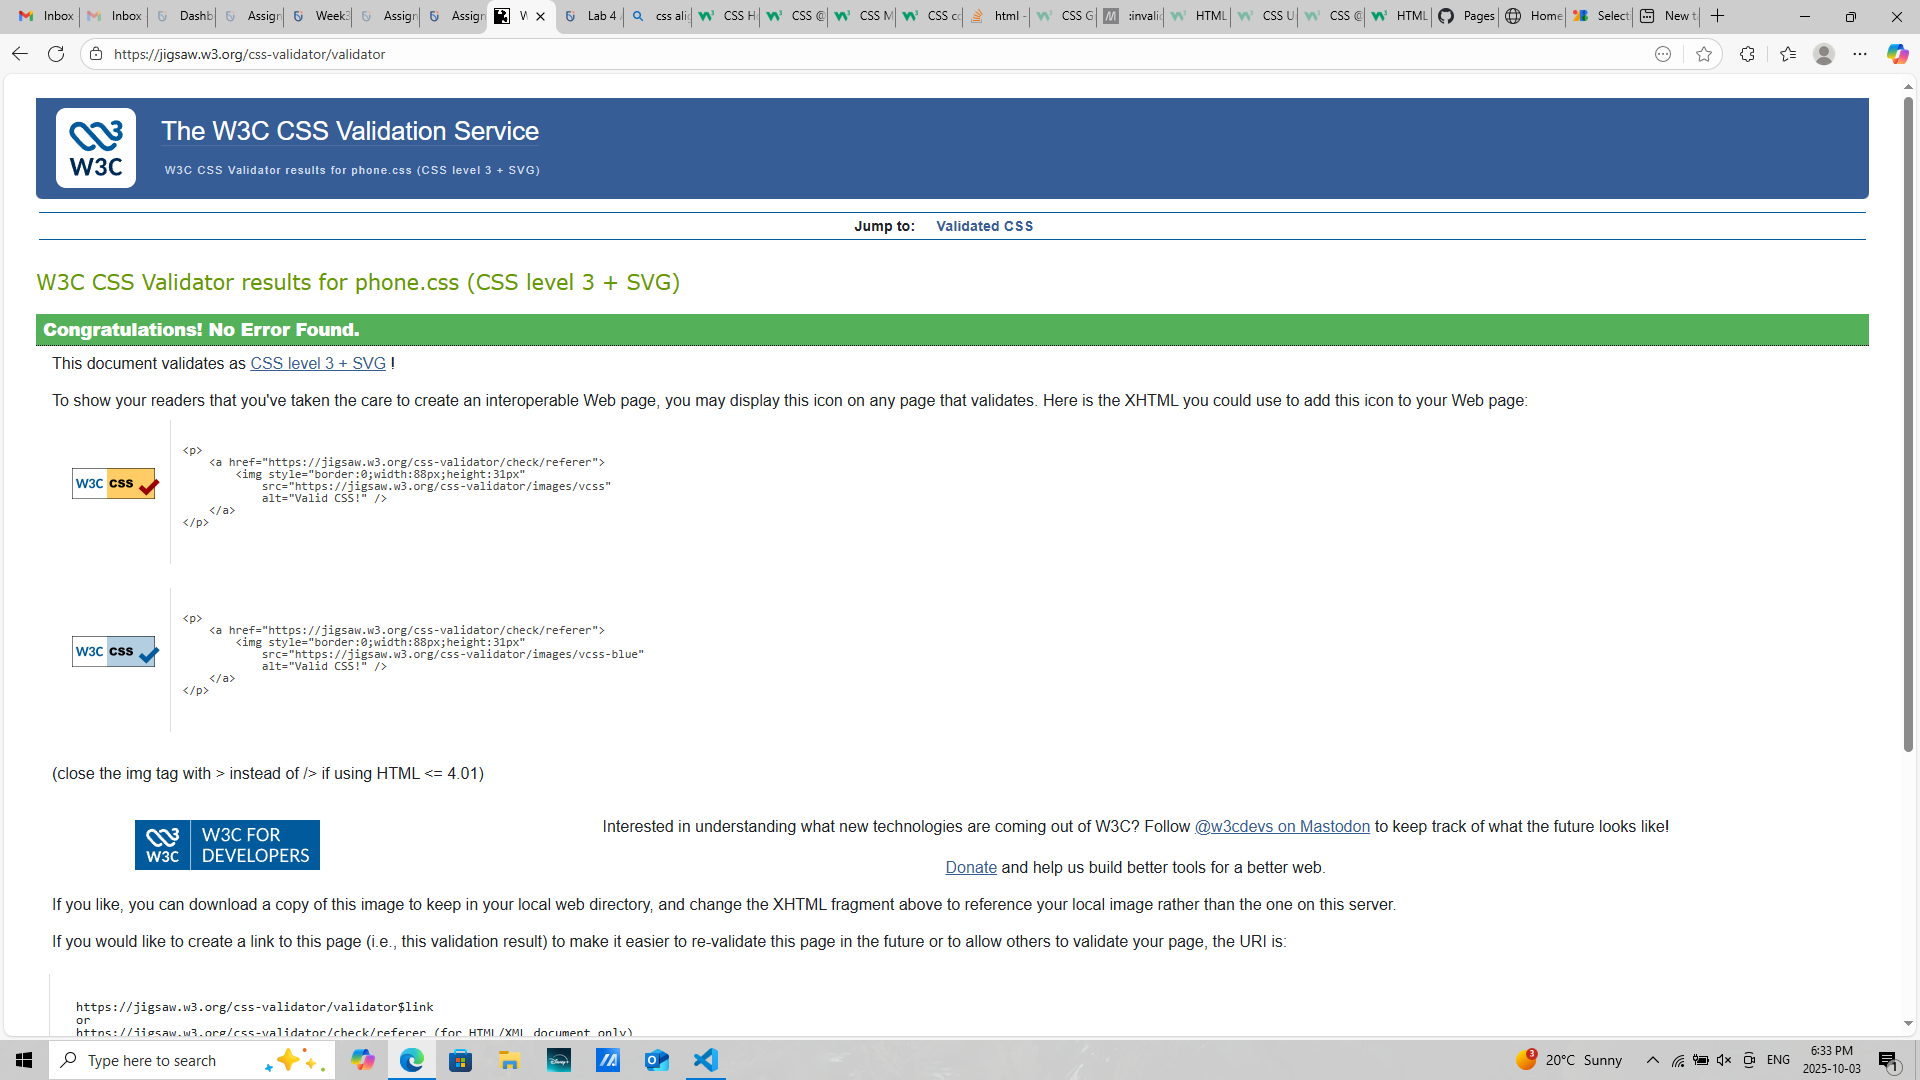 Inbox
Inbox
Dashb
Assign
Week3
Assign
Assign
W
Lab 4
css alig
CSS H
CSS @
CSS M
CSS co
html -
CSS G
:invalid
HTML
CSS U
CSS @
HTML
Pages
Home
Select
New t
https://jigsaw.w3.org/css-validator/validator
W3C
The W3C CSS Validation Service
W3C CSS Validator results for phone.css (CSS level 3 + SVG)
Jump to: Validated CSS
W3C CSS Validator results for phone.css (CSS level 3 + SVG)
Congratulations! No Error Found.
This document validates as CSS level 3 + SVG !
To show your readers that you've taken the care to create an interoperable Web page, you may display this icon on any page that validates. Here is the XHTML you could use to add this icon to your Web page:
W3C css
<p>
<a href="https://jigsaw.w3.org/css-validator/check/referer">
<img style="border:0;width:88px;height:31px"
src="https://jigsaw.w3.org/css-validator/images/vcss"
alt="Valid CSS!" />
</a>
</p>
W3C css
<p>
<a href="https://jigsaw.w3.org/css-validator/check/referer">
<img style="border:0;width:88px;height:31px"
src="https://jigsaw.w3.org/css-validator/images/vcss-blue"
alt="Valid CSS!" />
</a>
</p>
(close the img tag with > instead of /> if using HTML <= 4.01)
W3C
W3C FOR
DEVELOPERS
Interested in understanding what new technologies are coming out of W3C? Follow @w3cdevs on Mastodon to keep track of what the future looks like!
Donate and help us build better tools for a better web.
If you like, you can download a copy of this image to keep in your local web directory, and change the XHTML fragment above to reference your local image rather than the one on this server.
If you would like to create a link to this page (i.e., this validation result) to make it easier to re-validate this page in the future or to allow others to validate your page, the URI is:
https://jigsaw.w3.org/css-validator/validator$link
or
https://jigsaw.w3.org/css-validator/check/referer (for HTML/XML document only)
Type here to search
Disney+
3
20°C Sunny
ENG
6:33 PM
2025-10-03
1